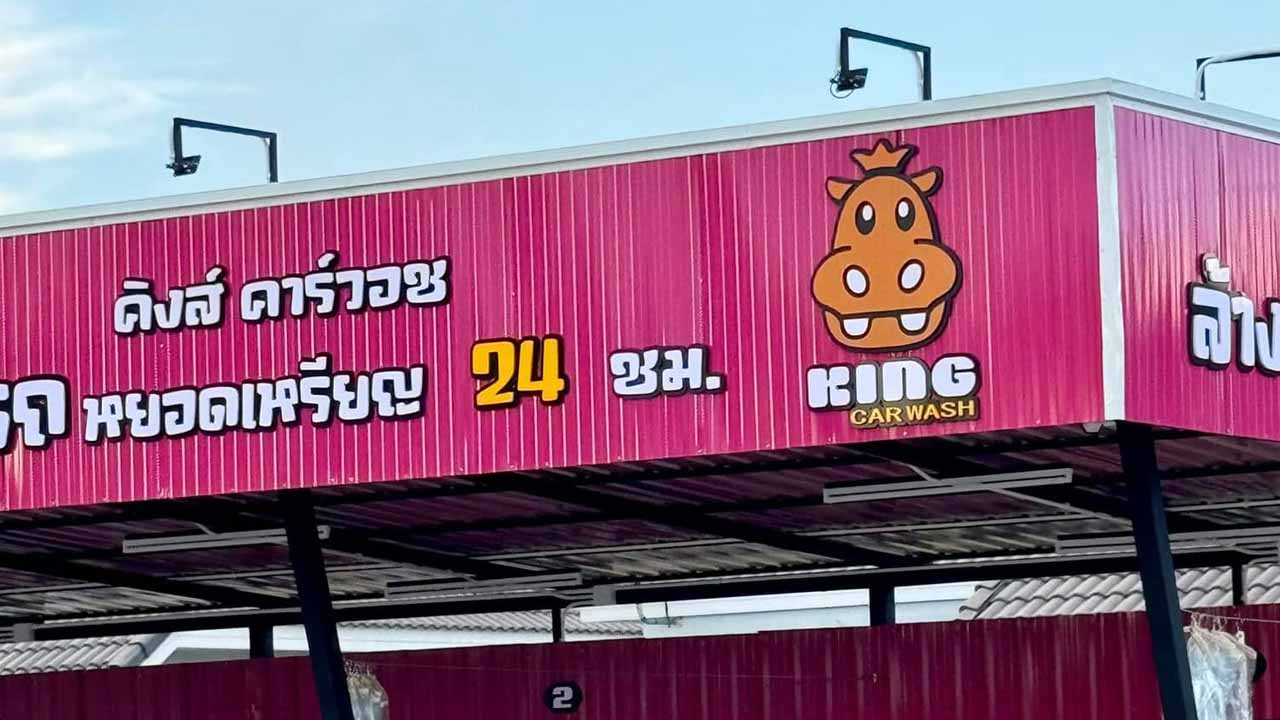 คิงส์ คาร์วอช
รถ หยอดเหรียญ 24 ชม.
KING
CAR WASH
ล้าง
2